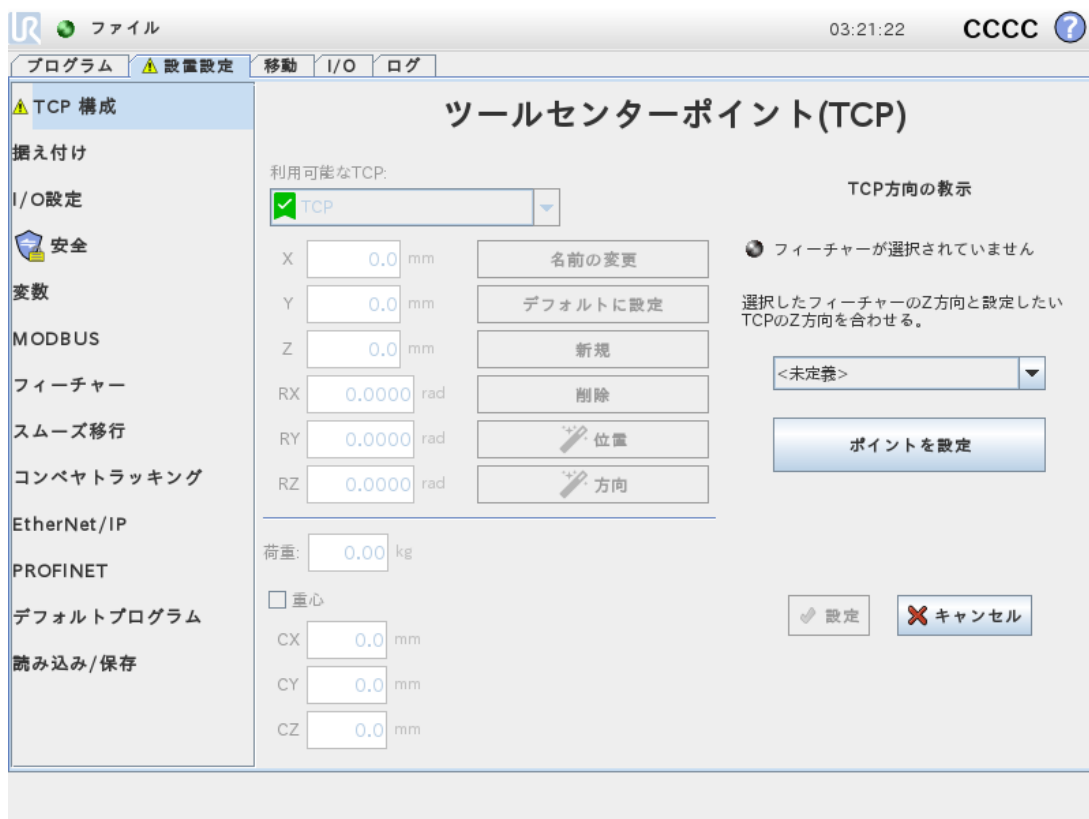 UR ファイル 03:21:22 CCCC ?
プログラム 設置設定 移動 I/O ログ
TCP 構成
据え付け
I/O設定
安全
変数
MODBUS
フィーチャー
スムーズ移行
コンベヤトラッキング
EtherNet/IP
PROFINET
デフォルトプログラム
読み込み/保存
ツールセンターポイント(TCP)
利用可能なTCP:
TCP
X 0.0 mm 名前の変更
Y 0.0 mm デフォルトに設定
Z 0.0 mm 新規
RX 0.0000 rad 削除
RY 0.0000 rad 位置
RZ 0.0000 rad 方向
荷重: 0.00 kg
重心
CX 0.0 mm
CY 0.0 mm
CZ 0.0 mm
TCP方向の教示
フィーチャーが選択されていません
選択したフィーチャーのZ方向と設定したい
TCPのZ方向を合わせる。
<未定義>
ポイントを設定
設定 キャンセル